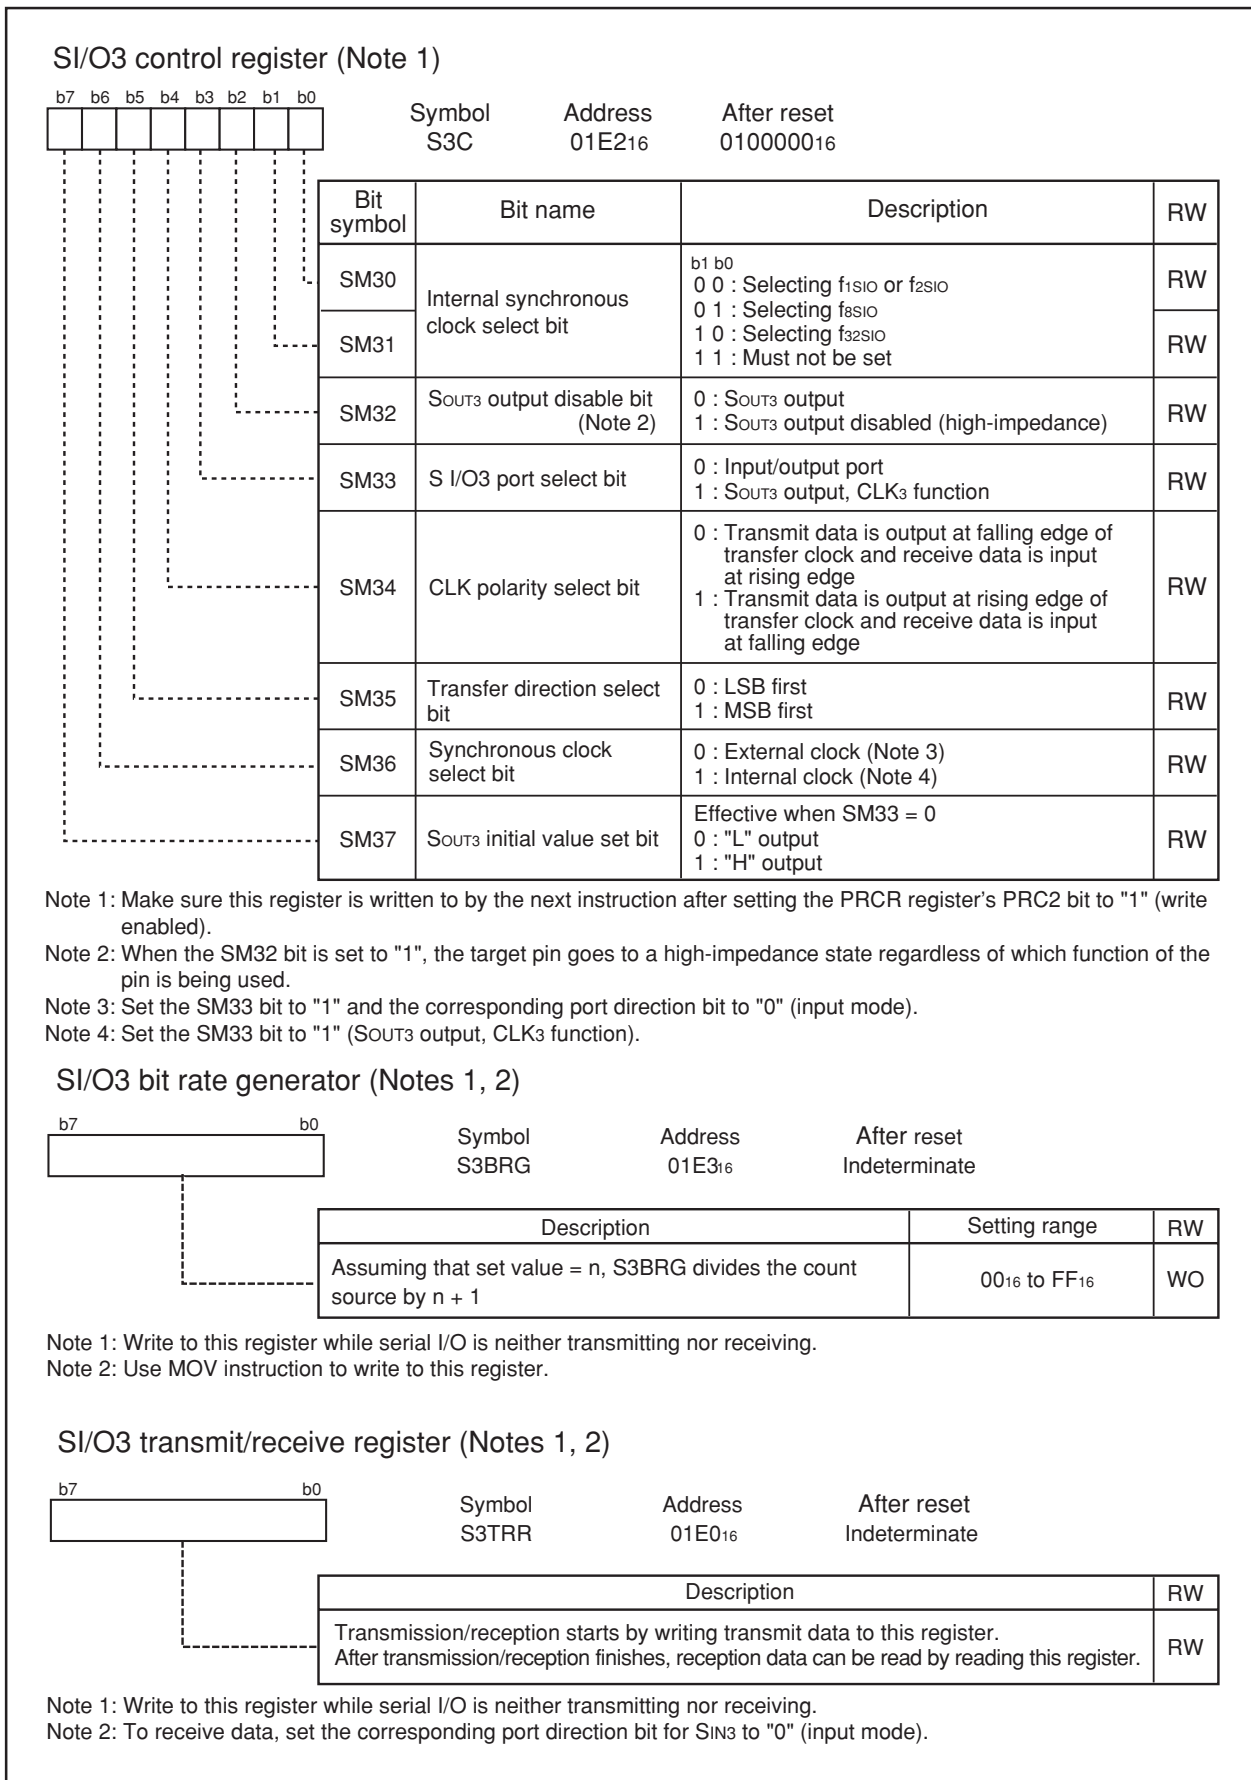 SI/O3 control register (Note 1)
b7 b6 b5 b4 b3 b2 b1 b0
Symbol Address After reset
S3C 01E216 0100000016
Bit symbol Bit name Description RW
SM30 Internal synchronous clock select bit RW
b1 b0
0 0 : Selecting f1SIO or f2SIO
0 1 : Selecting f8SIO
1 0 : Selecting f32SIO
1 1 : Must not be set
SM31 RW
SM32 SOUT3 output disable bit (Note 2) RW
0 : SOUT3 output
1 : SOUT3 output disabled (high-impedance)
SM33 S I/O3 port select bit RW
0 : Input/output port
1 : SOUT3 output, CLK3 function
SM34 CLK polarity select bit RW
0 : Transmit data is output at falling edge of
transfer clock and receive data is input
at rising edge
1 : Transmit data is output at rising edge of
transfer clock and receive data is input
at falling edge
SM35 Transfer direction select bit RW
0 : LSB first
1 : MSB first
SM36 Synchronous clock select bit RW
0 : External clock (Note 3)
1 : Internal clock (Note 4)
SM37 SOUT3 initial value set bit RW
Effective when SM33 = 0
0 : "L" output
1 : "H" output
Note 1: Make sure this register is written to by the next instruction after setting the PRCR register's PRC2 bit to "1" (write
enabled).
Note 2: When the SM32 bit is set to "1", the target pin goes to a high-impedance state regardless of which function of the
pin is being used.
Note 3: Set the SM33 bit to "1" and the corresponding port direction bit to "0" (input mode).
Note 4: Set the SM33 bit to "1" (SOUT3 output, CLK3 function).
SI/O3 bit rate generator (Notes 1, 2)
b7 b0
Symbol Address After reset
S3BRG 01E316 Indeterminate
Description Setting range RW
Assuming that set value = n, S3BRG divides the count
source by n + 1
0016 to FF16 WO
Note 1: Write to this register while serial I/O is neither transmitting nor receiving.
Note 2: Use MOV instruction to write to this register.
SI/O3 transmit/receive register (Notes 1, 2)
b7 b0
Symbol Address After reset
S3TRR 01E016 Indeterminate
Description RW
Transmission/reception starts by writing transmit data to this register.
After transmission/reception finishes, reception data can be read by reading this register.
RW
Note 1: Write to this register while serial I/O is neither transmitting nor receiving.
Note 2: To receive data, set the corresponding port direction bit for SIN3 to "0" (input mode).